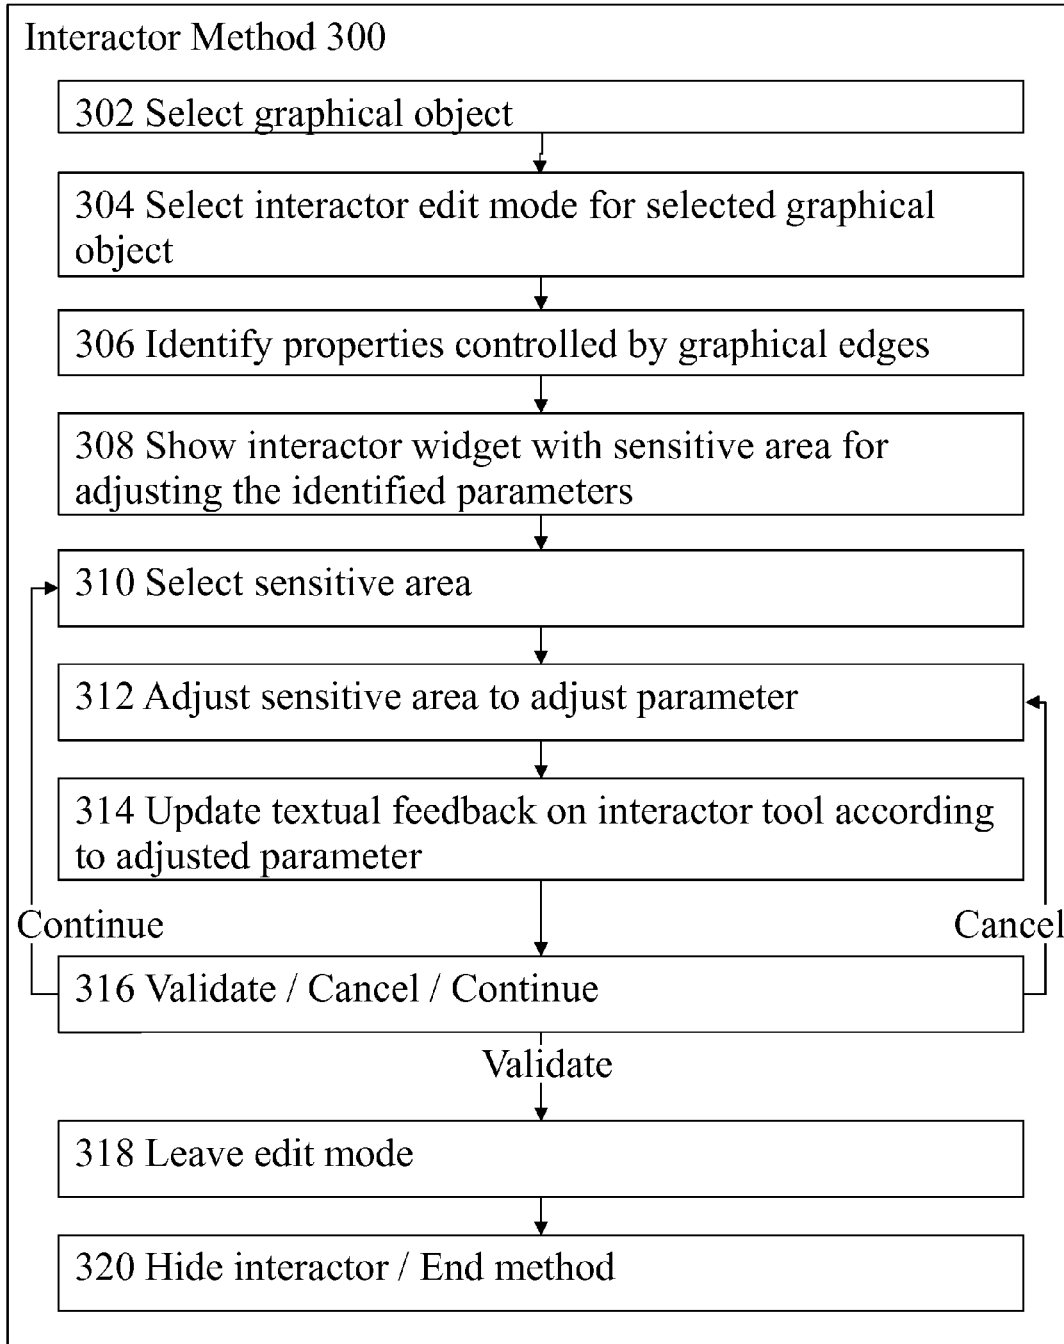 Interactor Method 300
302 Select graphical object
304 Select interactor edit mode for selected graphical
object
306 Identify properties controlled by graphical edges
308 Show interactor widget with sensitive area for
adjusting the identified parameters
310 Select sensitive area
312 Adjust sensitive area to adjust parameter
314 Update textual feedback on interactor tool according
to adjusted parameter
Continue
Cancel
316 Validate / Cancel / Continue
Validate
318 Leave edit mode
320 Hide interactor / End method